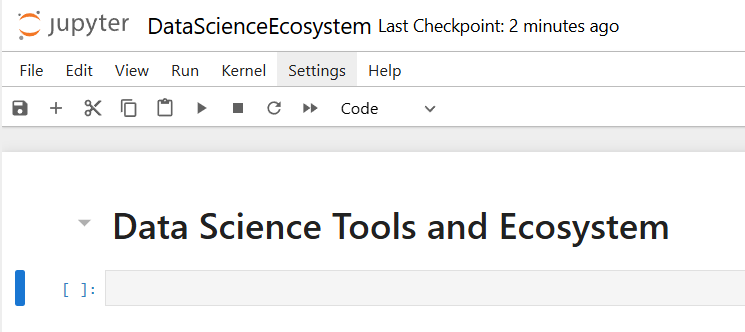 jupyter DataScienceEcosystem Last Checkpoint: 2 minutes ago
File Edit View Run Kernel Settings Help
Code
Data Science Tools and Ecosystem
[ ]: